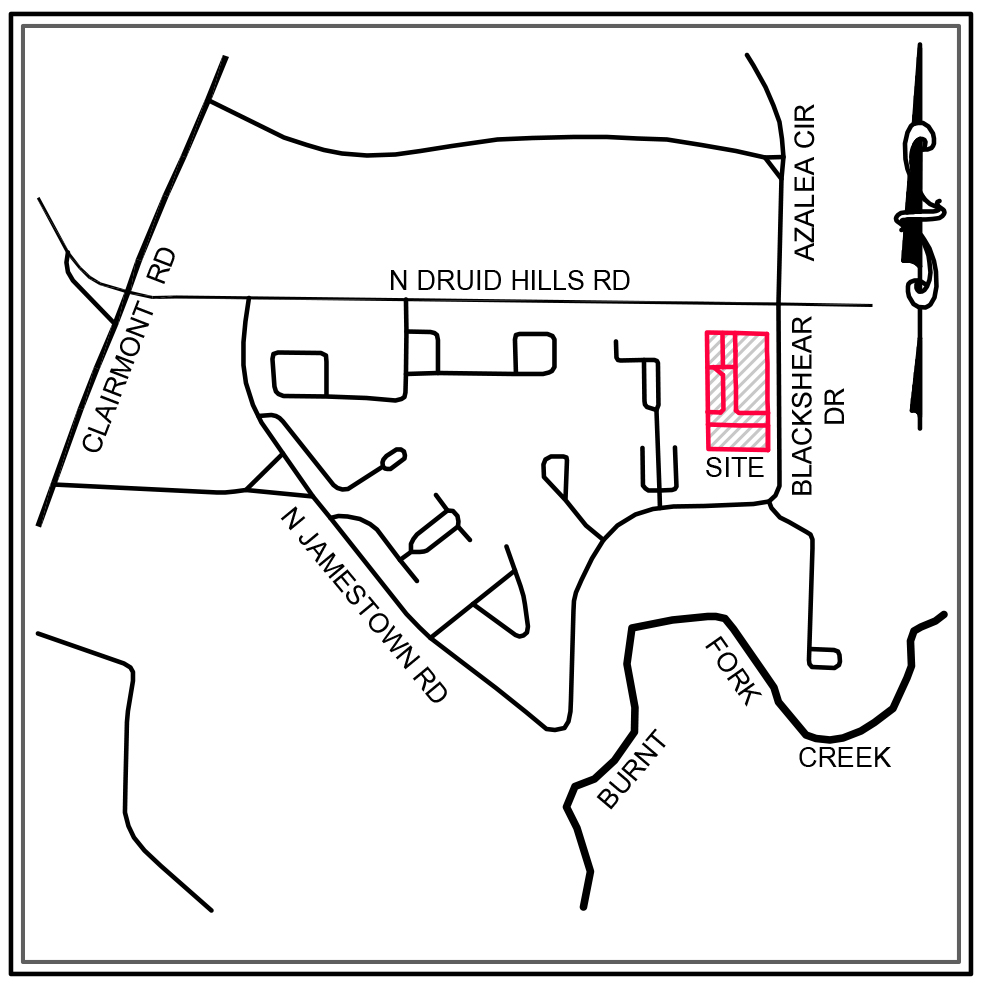 AZALEA CIR
N DRUID HILLS RD
CLAIRMONT RD
BLACKSHEAR
DR
SITE
N JAMESTOWN RD
BURNT
FORK
CREEK